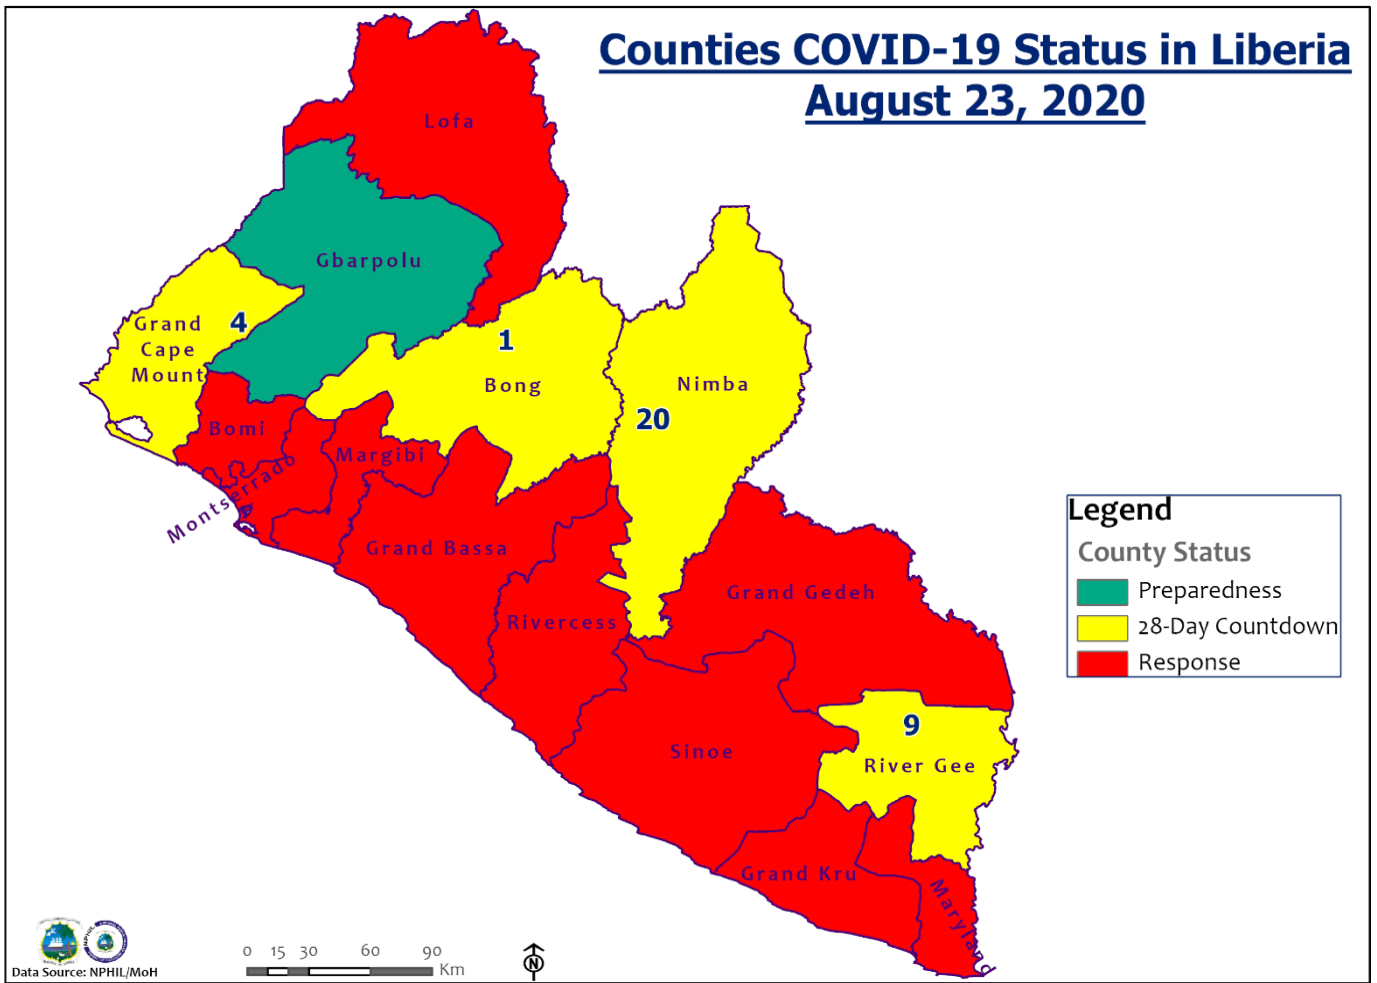 Counties COVID-19 Status in Liberia
August 23, 2020
Lofa
Gbarpolu
Grand
Cape
Mount
4
1
Bong
Nimba
20
Bomi
Margibi
Montserrado
Grand Bassa
Rivercess
Grand Gedeh
Sinoe
9
River Gee
Grand Kru
Maryland
Legend
County Status
Preparedness
28-Day Countdown
Response
NPHIL
Data Source: NPHIL/MoH
0 15 30 60 90
Km
N